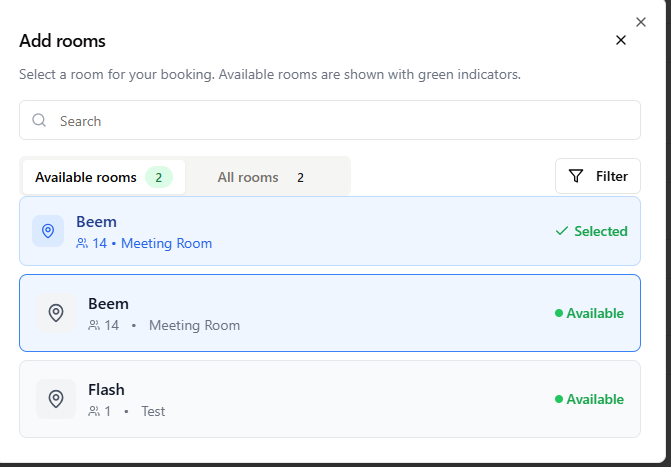 Add rooms
Select a room for your booking. Available rooms are shown with green indicators.
Search
Available rooms 2 All rooms 2 Filter
Beem
14 • Meeting Room
Selected
Beem
14 • Meeting Room
Available
Flash
1 • Test
Available